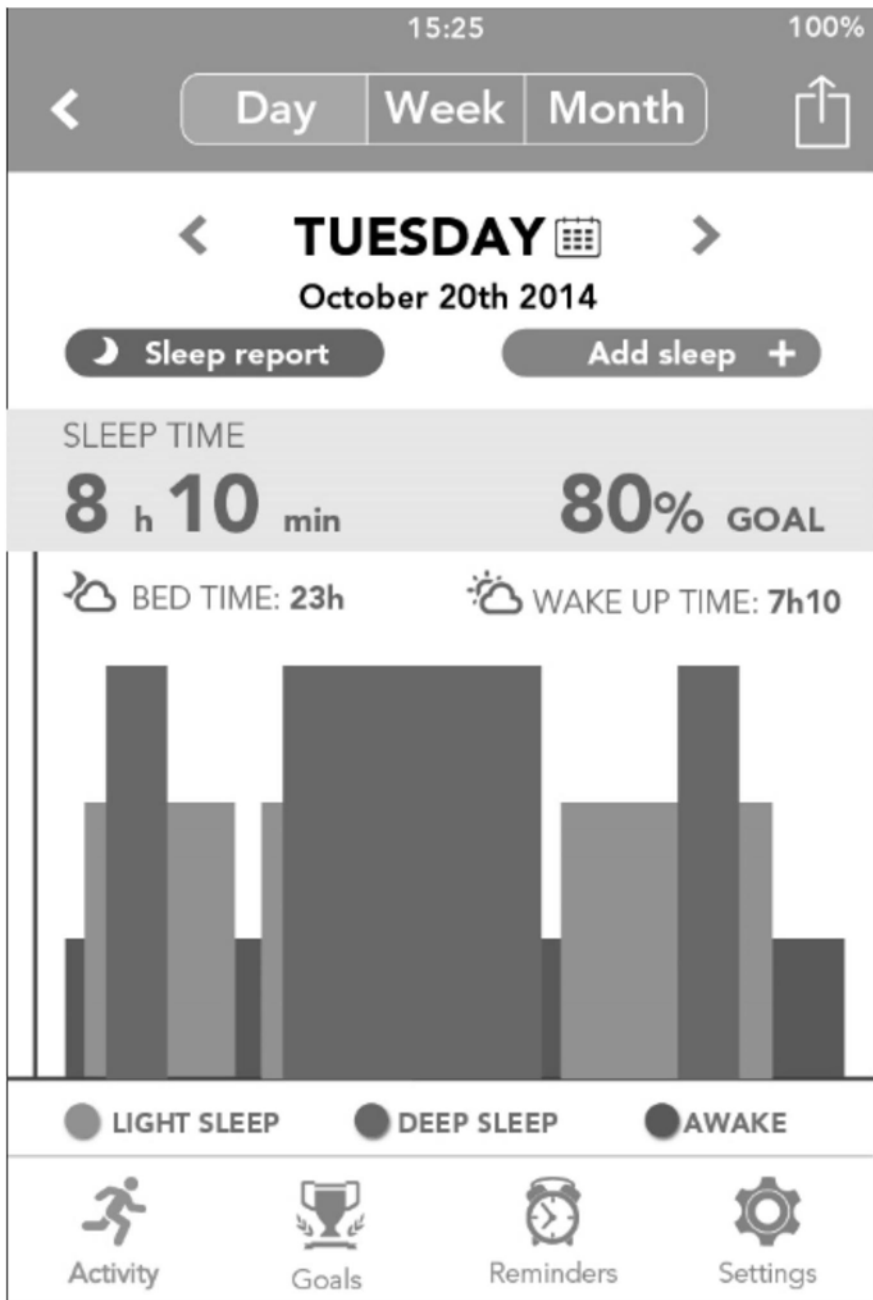 15:25 100%
Day Week Month
TUESDAY
October 20th 2014
Sleep report Add sleep +
SLEEP TIME
8 h 10 min 80% GOAL
BED TIME: 23h WAKE UP TIME: 7h10
LIGHT SLEEP DEEP SLEEP AWAKE
Activity Goals Reminders Settings